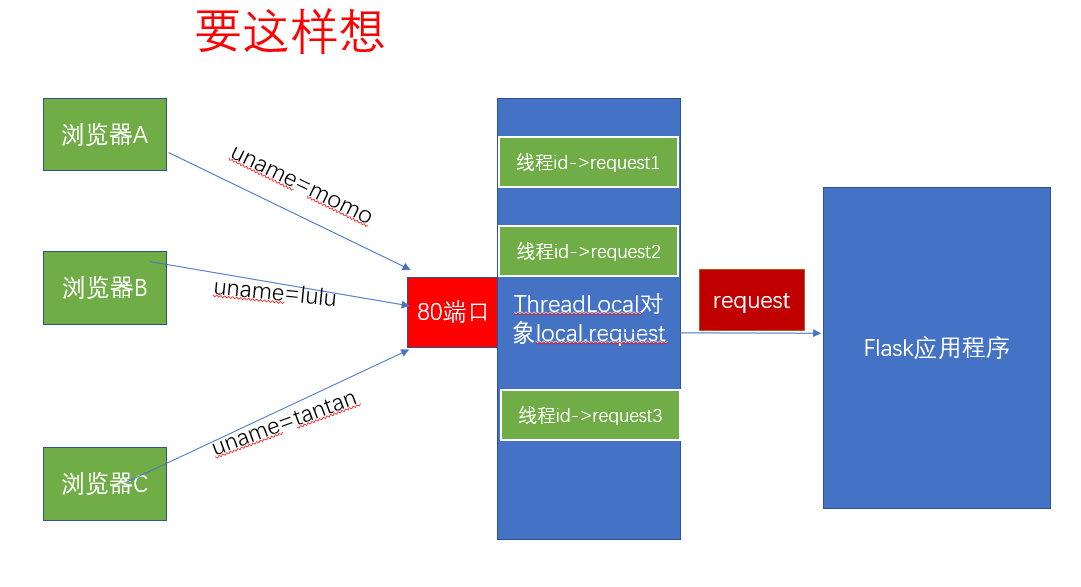 要这样想
浏览器A
uname=momo
线程id->request1
浏览器B
uname=lulu
80端口
线程id->request2
ThreadLocal对
象local.request
request
Flask应用程序
浏览器C
uname=tantan
线程id->request3